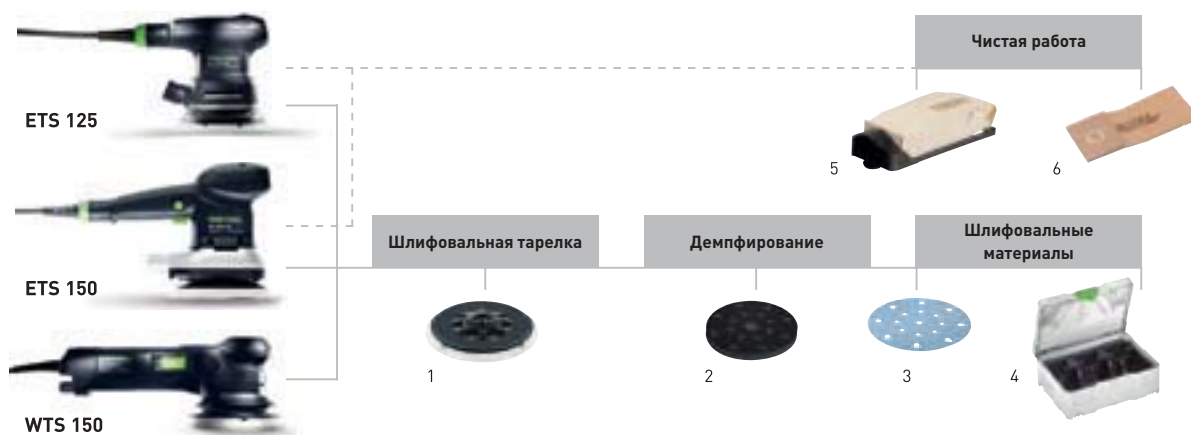 Чистая работа
ETS 125
5
6
Шлифовальная тарелка
Демпфирование
Шлифовальные
материалы
ETS 150
1
2
3
4
WTS 150